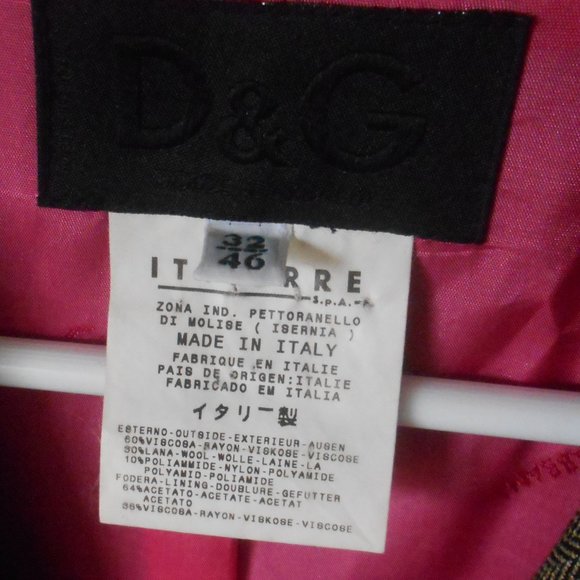 D&G
32
46
IT RRE
S.p.A.
ZONA IND. PETTORANELLO
DI MOLISE ( ISERNIA )
MADE IN ITALY
FABRIQUE EN ITALIE
PAIS DE ORIGEN:ITALIE
FABRICADO EM ITALIA
イタリー製
ESTERNO-OUTSIDE-EXTERIEUR-AUSEN
60%VISCOSA-RAYON-VISKOSE-VISCOSE
30%LANA-WOOL-WOLLE-LAINE-LA
10%POLIAMMIDE-NYLON-POLYAMIDE
POLYAMID-POLIAMIDE
FODERA-LINING-DOUBLURE-GEFUTTER
64%ACETATO-ACETATE-ACETAT
ACETATO
36%VISCOSA-RAYON-VISKOSE-VISCOSE